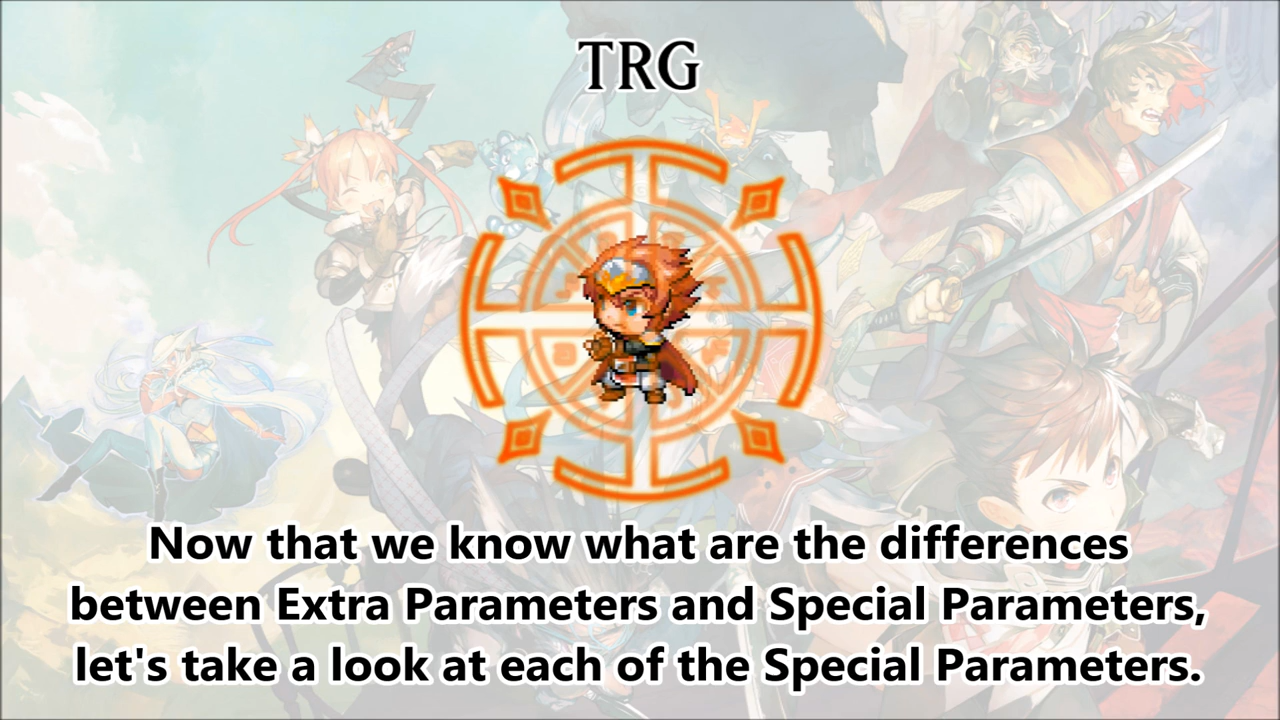 TRG
Now that we know what are the differences
between Extra Parameters and Special Parameters,
let's take a look at each of the Special Parameters.